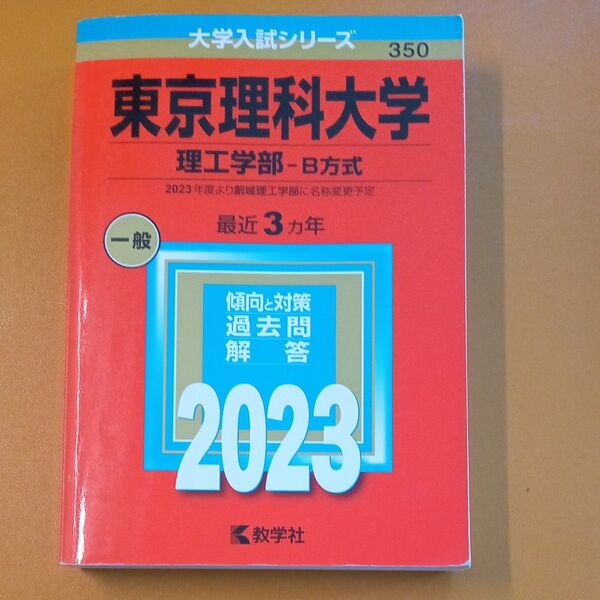 大学入試シリーズ
350
東京理科大学
理工学部－B方式
2023年度より創域理工学部に名称変更予定
最近3カ年
一般
傾向と対策
過去問
解答
2023
教学社